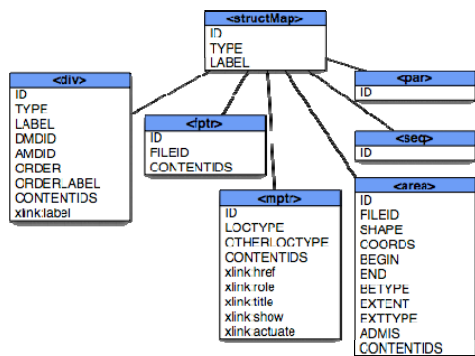 <structMap>
ID
TYPE
LABEL
<div>
ID
TYPE
LABEL
DMDID
AMDID
ORDER
ORDERLABEL
CONTENTIDS
xlink:label
<fptr>
ID
FILEID
CONTENTIDS
<mptr>
ID
LOCTYPE
OTHERLOCTYPE
CONTENTIDS
xlink:href
xlink:role
xlink:title
xlink:show
xlink:actuate
<par>
ID
<seq>
ID
<area>
ID
FILEID
SHAPE
COORDS
BEGIN
END
BETYPE
EXTENT
EXTTYPE
ADMIS
CONTENTIDS